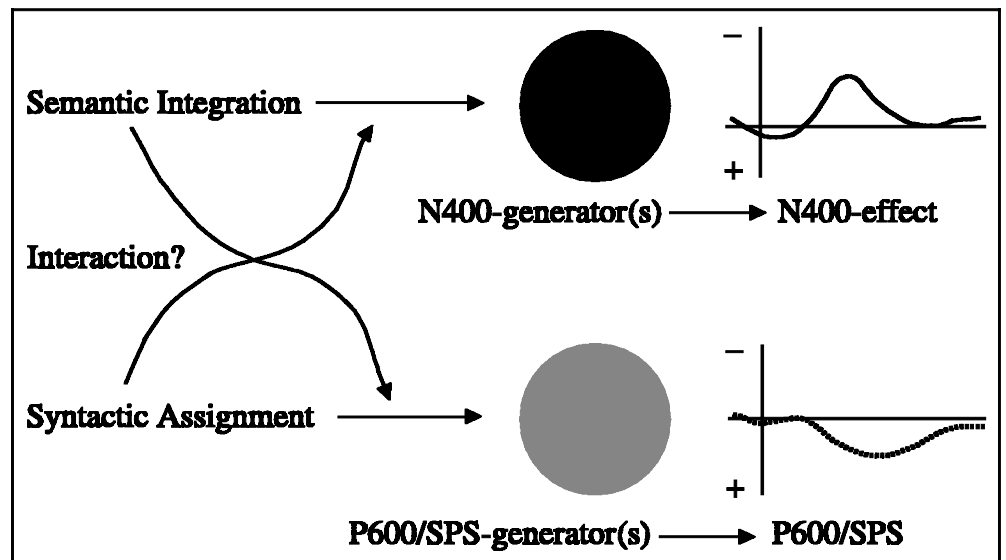 −
Semantic Integration
+
N400-generator(s) N400-effect
Interaction?
−
Syntactic Assignment
+
P600/SPS-generator(s) P600/SPS